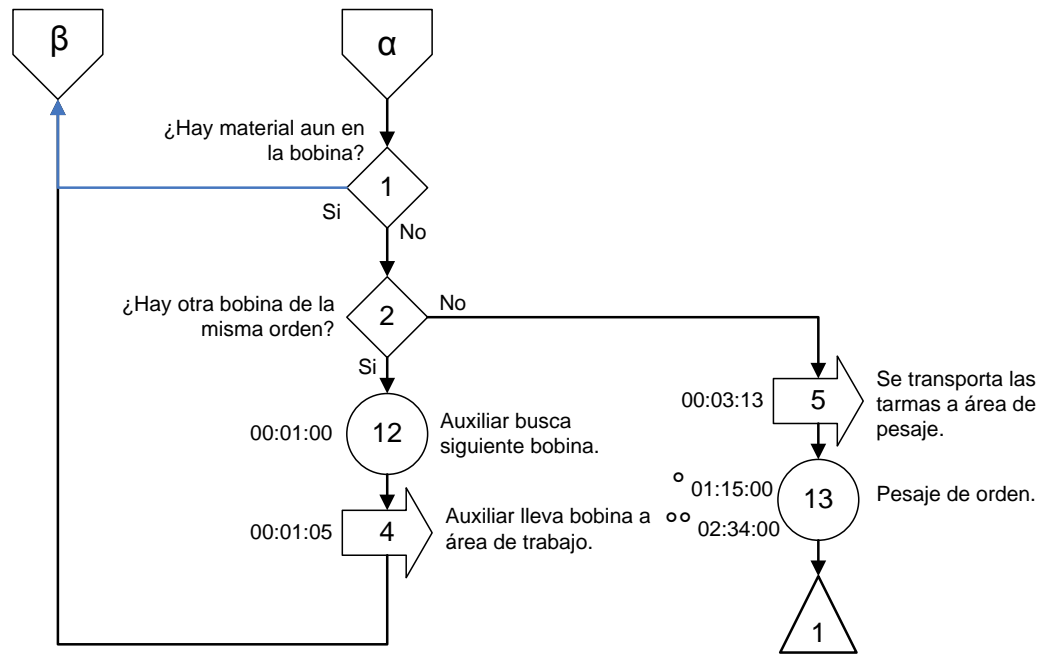 β
α
¿Hay material aun en
la bobina?
1
Si
No
¿Hay otra bobina de la
misma orden?
2
No
Si
00:01:00
12
Auxiliar busca
siguiente bobina.
00:01:05
4
Auxiliar lleva bobina a
área de trabajo.
00:03:13
5
Se transporta las
tarmas a área de
pesaje.
° 01:15:00
°° 02:34:00
13
Pesaje de orden.
1